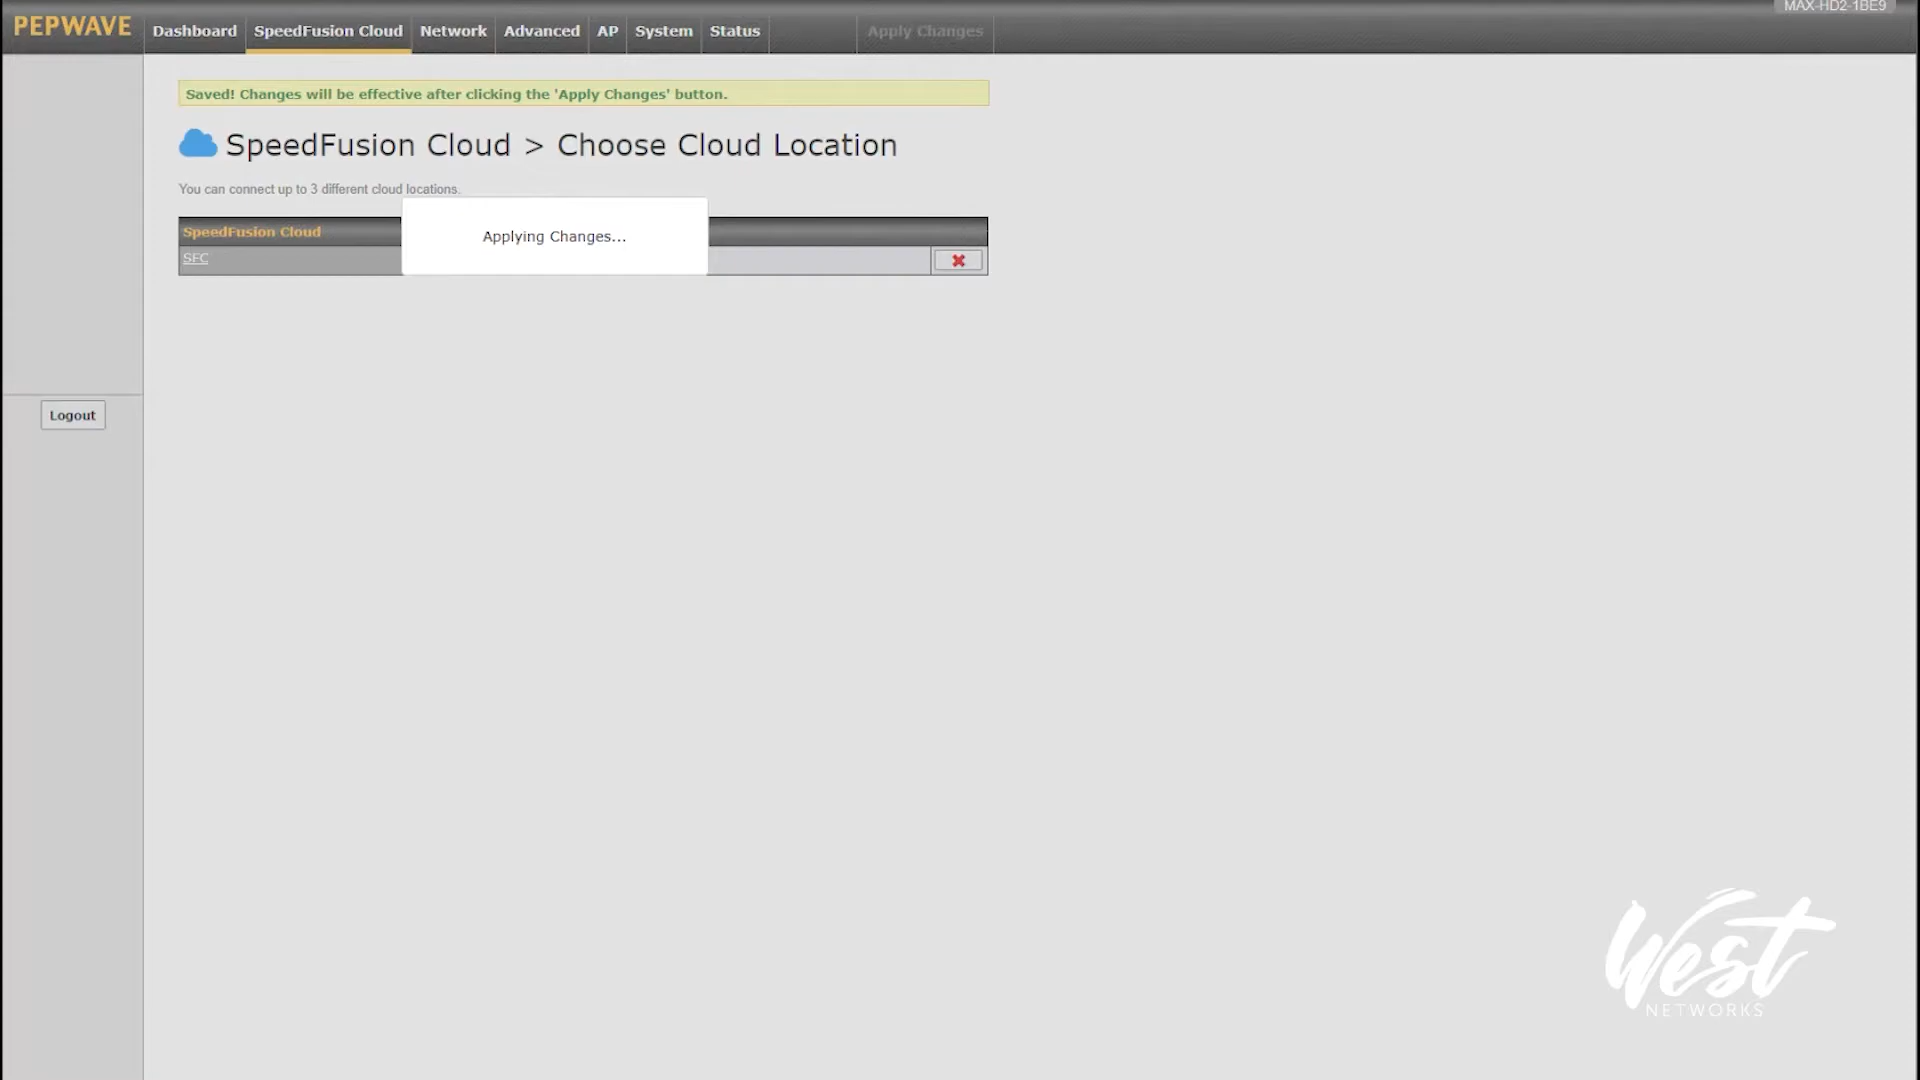 MAX-HD2-1BE9
PEPWAVE
Dashboard
SpeedFusion Cloud
Network
Advanced
AP
System
Status
Apply Changes
Saved! Changes will be effective after clicking the 'Apply Changes' button.
SpeedFusion Cloud > Choose Cloud Location
You can connect up to 3 different cloud locations.
SpeedFusion Cloud
Applying Changes...
SFC
Logout
West
NETWORKS